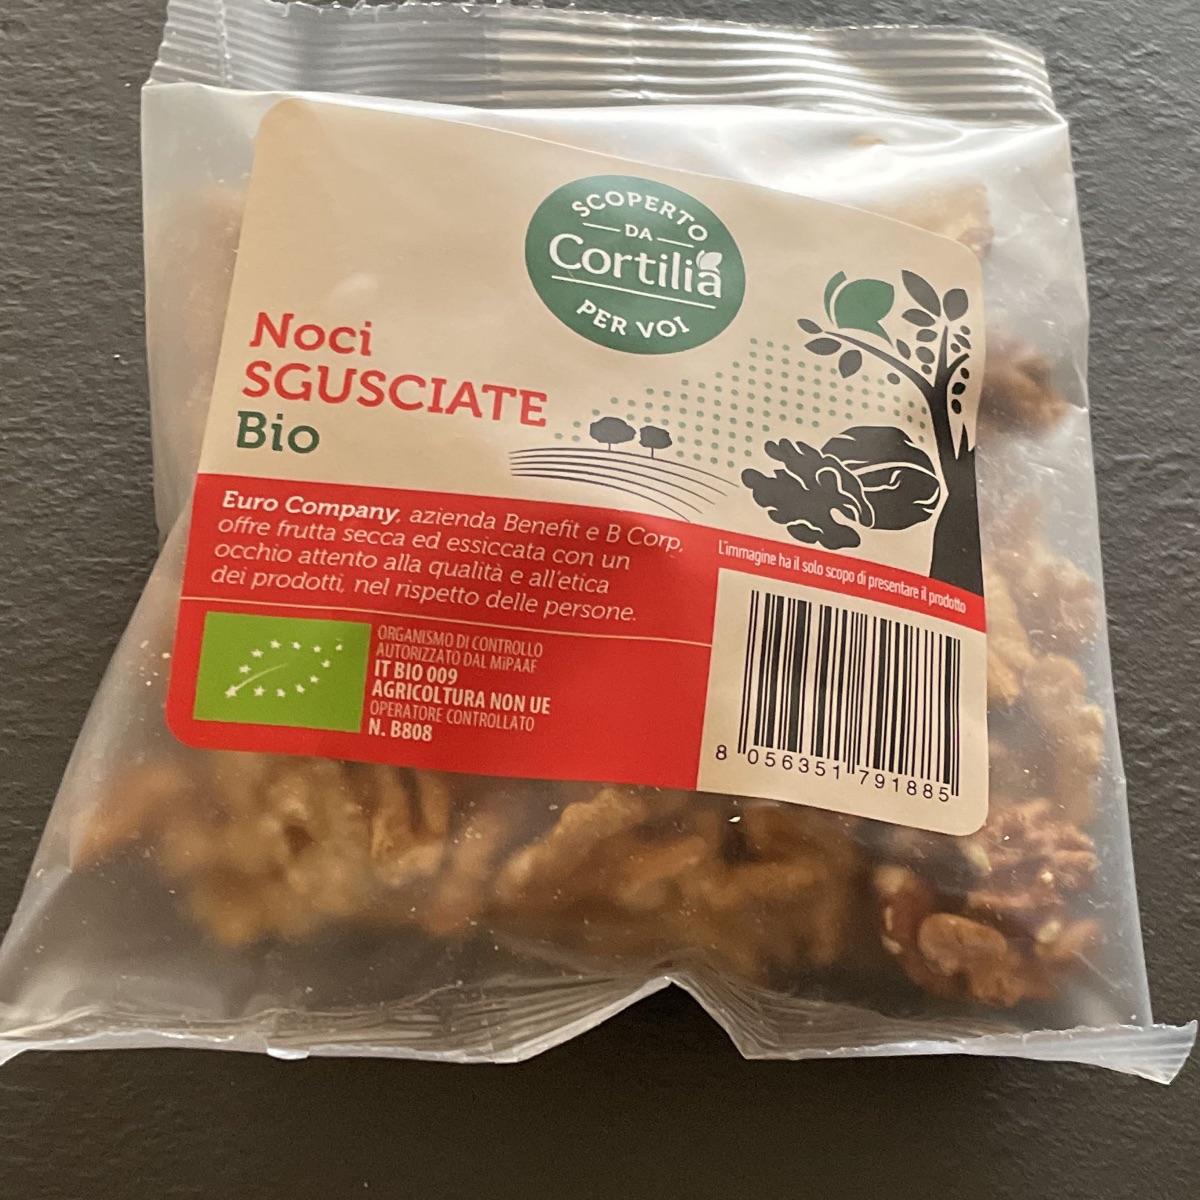 SCOPERTO
DA
Cortilia
PER VOI
Noci
SGUSCIATE
Bio
Euro Company, azienda Benefit e B Corp,
offre frutta secca ed essiccata con un
occhio attento alla qualità e all'etica
dei prodotti, nel rispetto delle persone.
L'immagine ha il solo scopo di presentare il prodotto
ORGANISMO DI CONTROLLO
AUTORIZZATO DAL MiPAAF
IT BIO 009
AGRICOLTURA NON UE
OPERATORE CONTROLLATO
N. B808
8 056351 791885